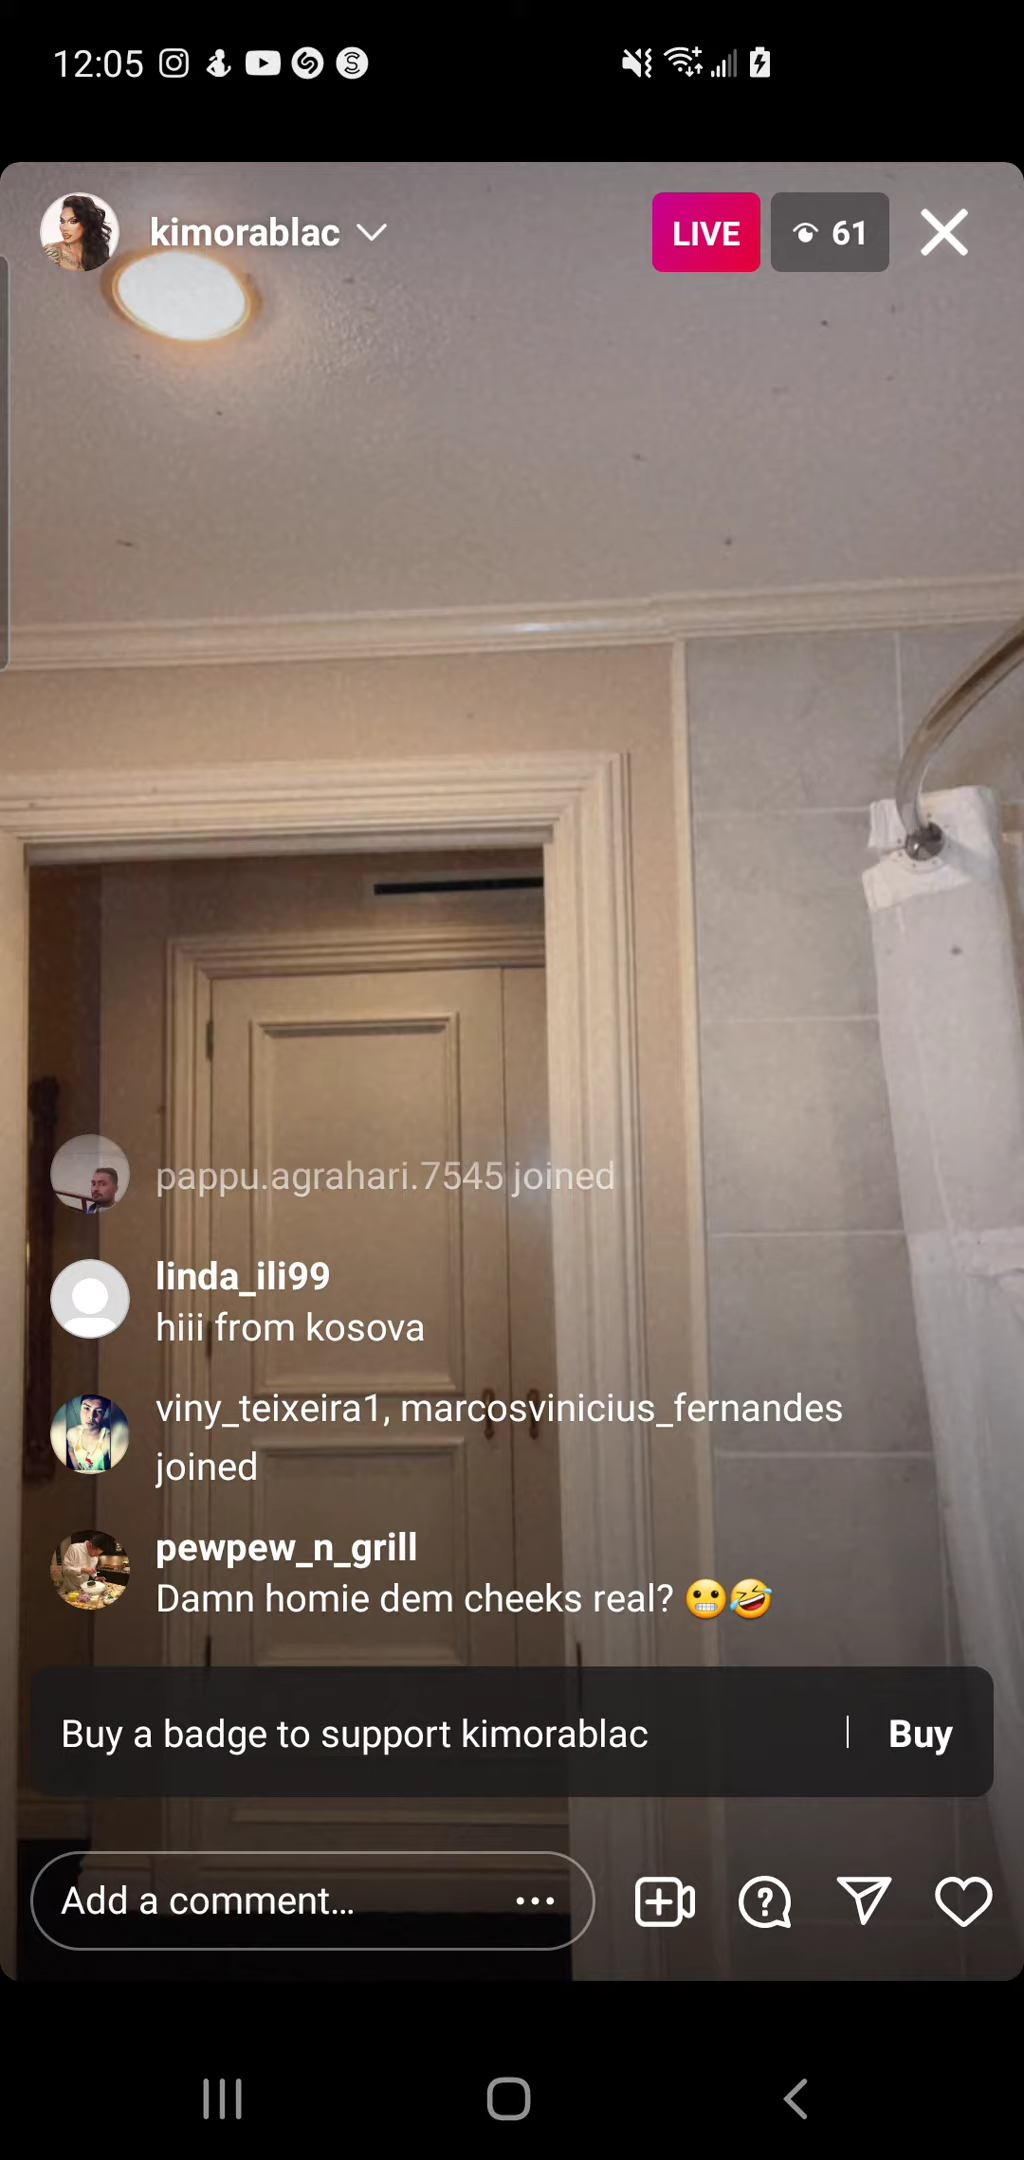 12:05
kimorablac
LIVE
61
pappu.agrahari.7545 joined
linda_ili99
hiii from kosova
viny_teixeira1, marcosvinicius_fernandes
joined
pewpew_n_grill
Damn homie dem cheeks real? 😬🤣
Buy a badge to support kimorablac
Buy
Add a comment...